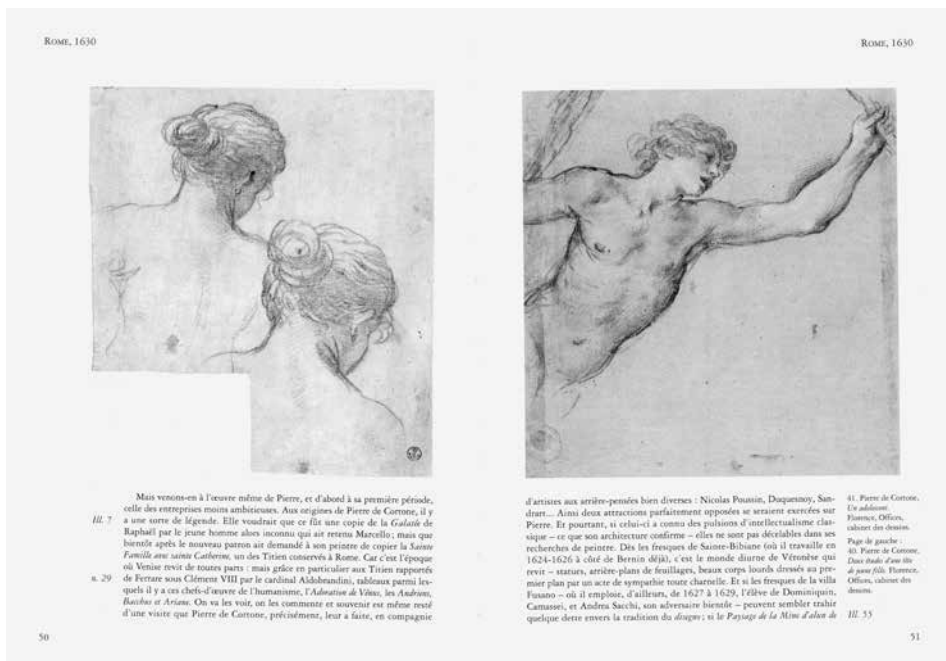 ROME, 1630
Mais venons-en à l'œuvre même de Pierre, et d'abord à sa première période,
celle des entreprises moins ambitieuses. Aux origines de Pierre de Cortone, il y
Ill. 7
a une sorte de légende. Elle voudrait que ce fût une copie de la Galatée de
Raphaël par le jeune homme alors inconnu qui ait retenu Marcello ; mais que
bientôt après le nouveau patron ait demandé à son peintre de copier la Sainte
Famille avec sainte Catherine, un des Titien conservés à Rome. Car c'est l'époque
où Venise revit de toutes parts : mais grâce en particulier aux Titien rapportés
n. 29
de Ferrare sous Clément VIII par le cardinal Aldobrandini, tableaux parmi les-
quels il y a ces chefs-d'œuvre de l'humanisme, l'Adoration de Vénus, les Andriens,
Bacchus et Ariane. On va les voir, on les commente et souvenir est même resté
d'une visite que Pierre de Cortone, précisément, leur a faite, en compagnie
50
ROME, 1630
d'artistes aux arrière-pensées bien diverses : Nicolas Poussin, Duquesnoy, San-
drart... Ainsi deux attractions parfaitement opposées se seraient exercées sur
Pierre. Et pourtant, si celui-ci a connu des pulsions d'intellectualisme clas-
sique – ce que son architecture confirme – elles ne sont pas décelables dans ses
recherches de peintre. Dès les fresques de Sainte-Bibiane (où il travaille en
1624-1626 à côté de Bernin déjà), c'est le monde diurne de Véronèse qui
revit – statues, arrière-plans de feuillages, beaux corps lourds dressés au pre-
mier plan par un acte de sympathie toute charnelle. Et si les fresques de la villa
Fusano – où il emploie, d'ailleurs, de 1627 à 1629, l'élève de Dominiquin,
Camassei, et Andrea Sacchi, son adversaire bientôt – peuvent sembler trahir
quelque dette envers la tradition du disegno ; si le Paysage de la Mine d'alun de
41. Pierre de Cortone,
Un adolescent.
Florence, Offices,
cabinet des dessins.
Page de gauche :
40. Pierre de Cortone,
Deux études d'une tête
de jeune fille. Florence,
Offices, cabinet des
dessins.
Ill. 53
51